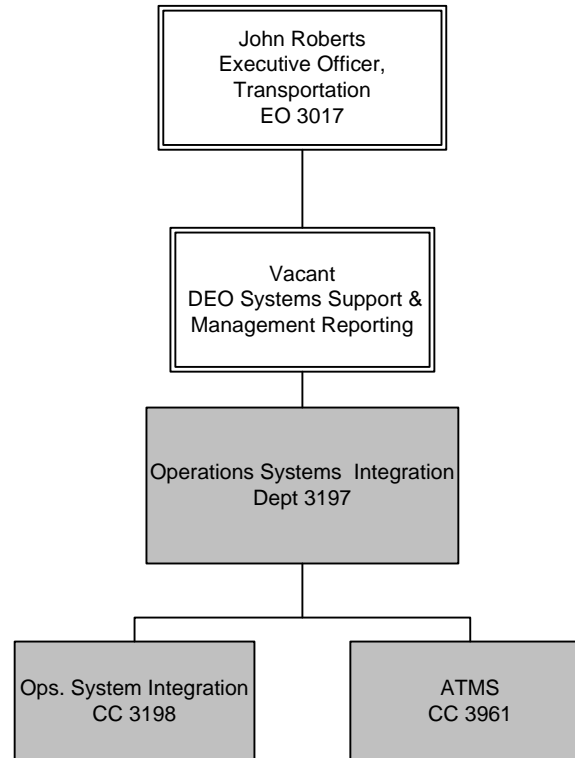 John Roberts
Executive Officer,
Transportation
EO 3017
Vacant
DEO Systems Support &
Management Reporting
Operations Systems  Integration
Dept 3197
Ops. System Integration
CC 3198
ATMS
CC 3961